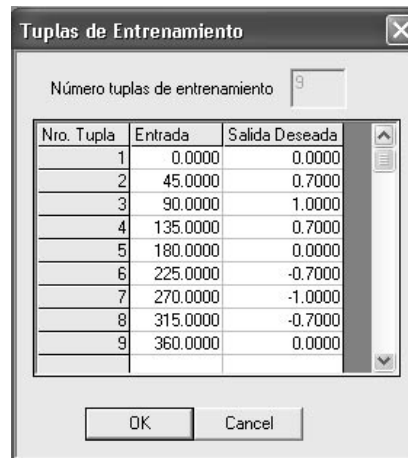 Tuplas de Entrenamiento
Número tuplas de entrenamiento 9
Nro. Tupla Entrada Salida Deseada
1 0.0000 0.0000
2 45.0000 0.7000
3 90.0000 1.0000
4 135.0000 0.7000
5 180.0000 0.0000
6 225.0000 -0.7000
7 270.0000 -1.0000
8 315.0000 -0.7000
9 360.0000 0.0000
OK Cancel